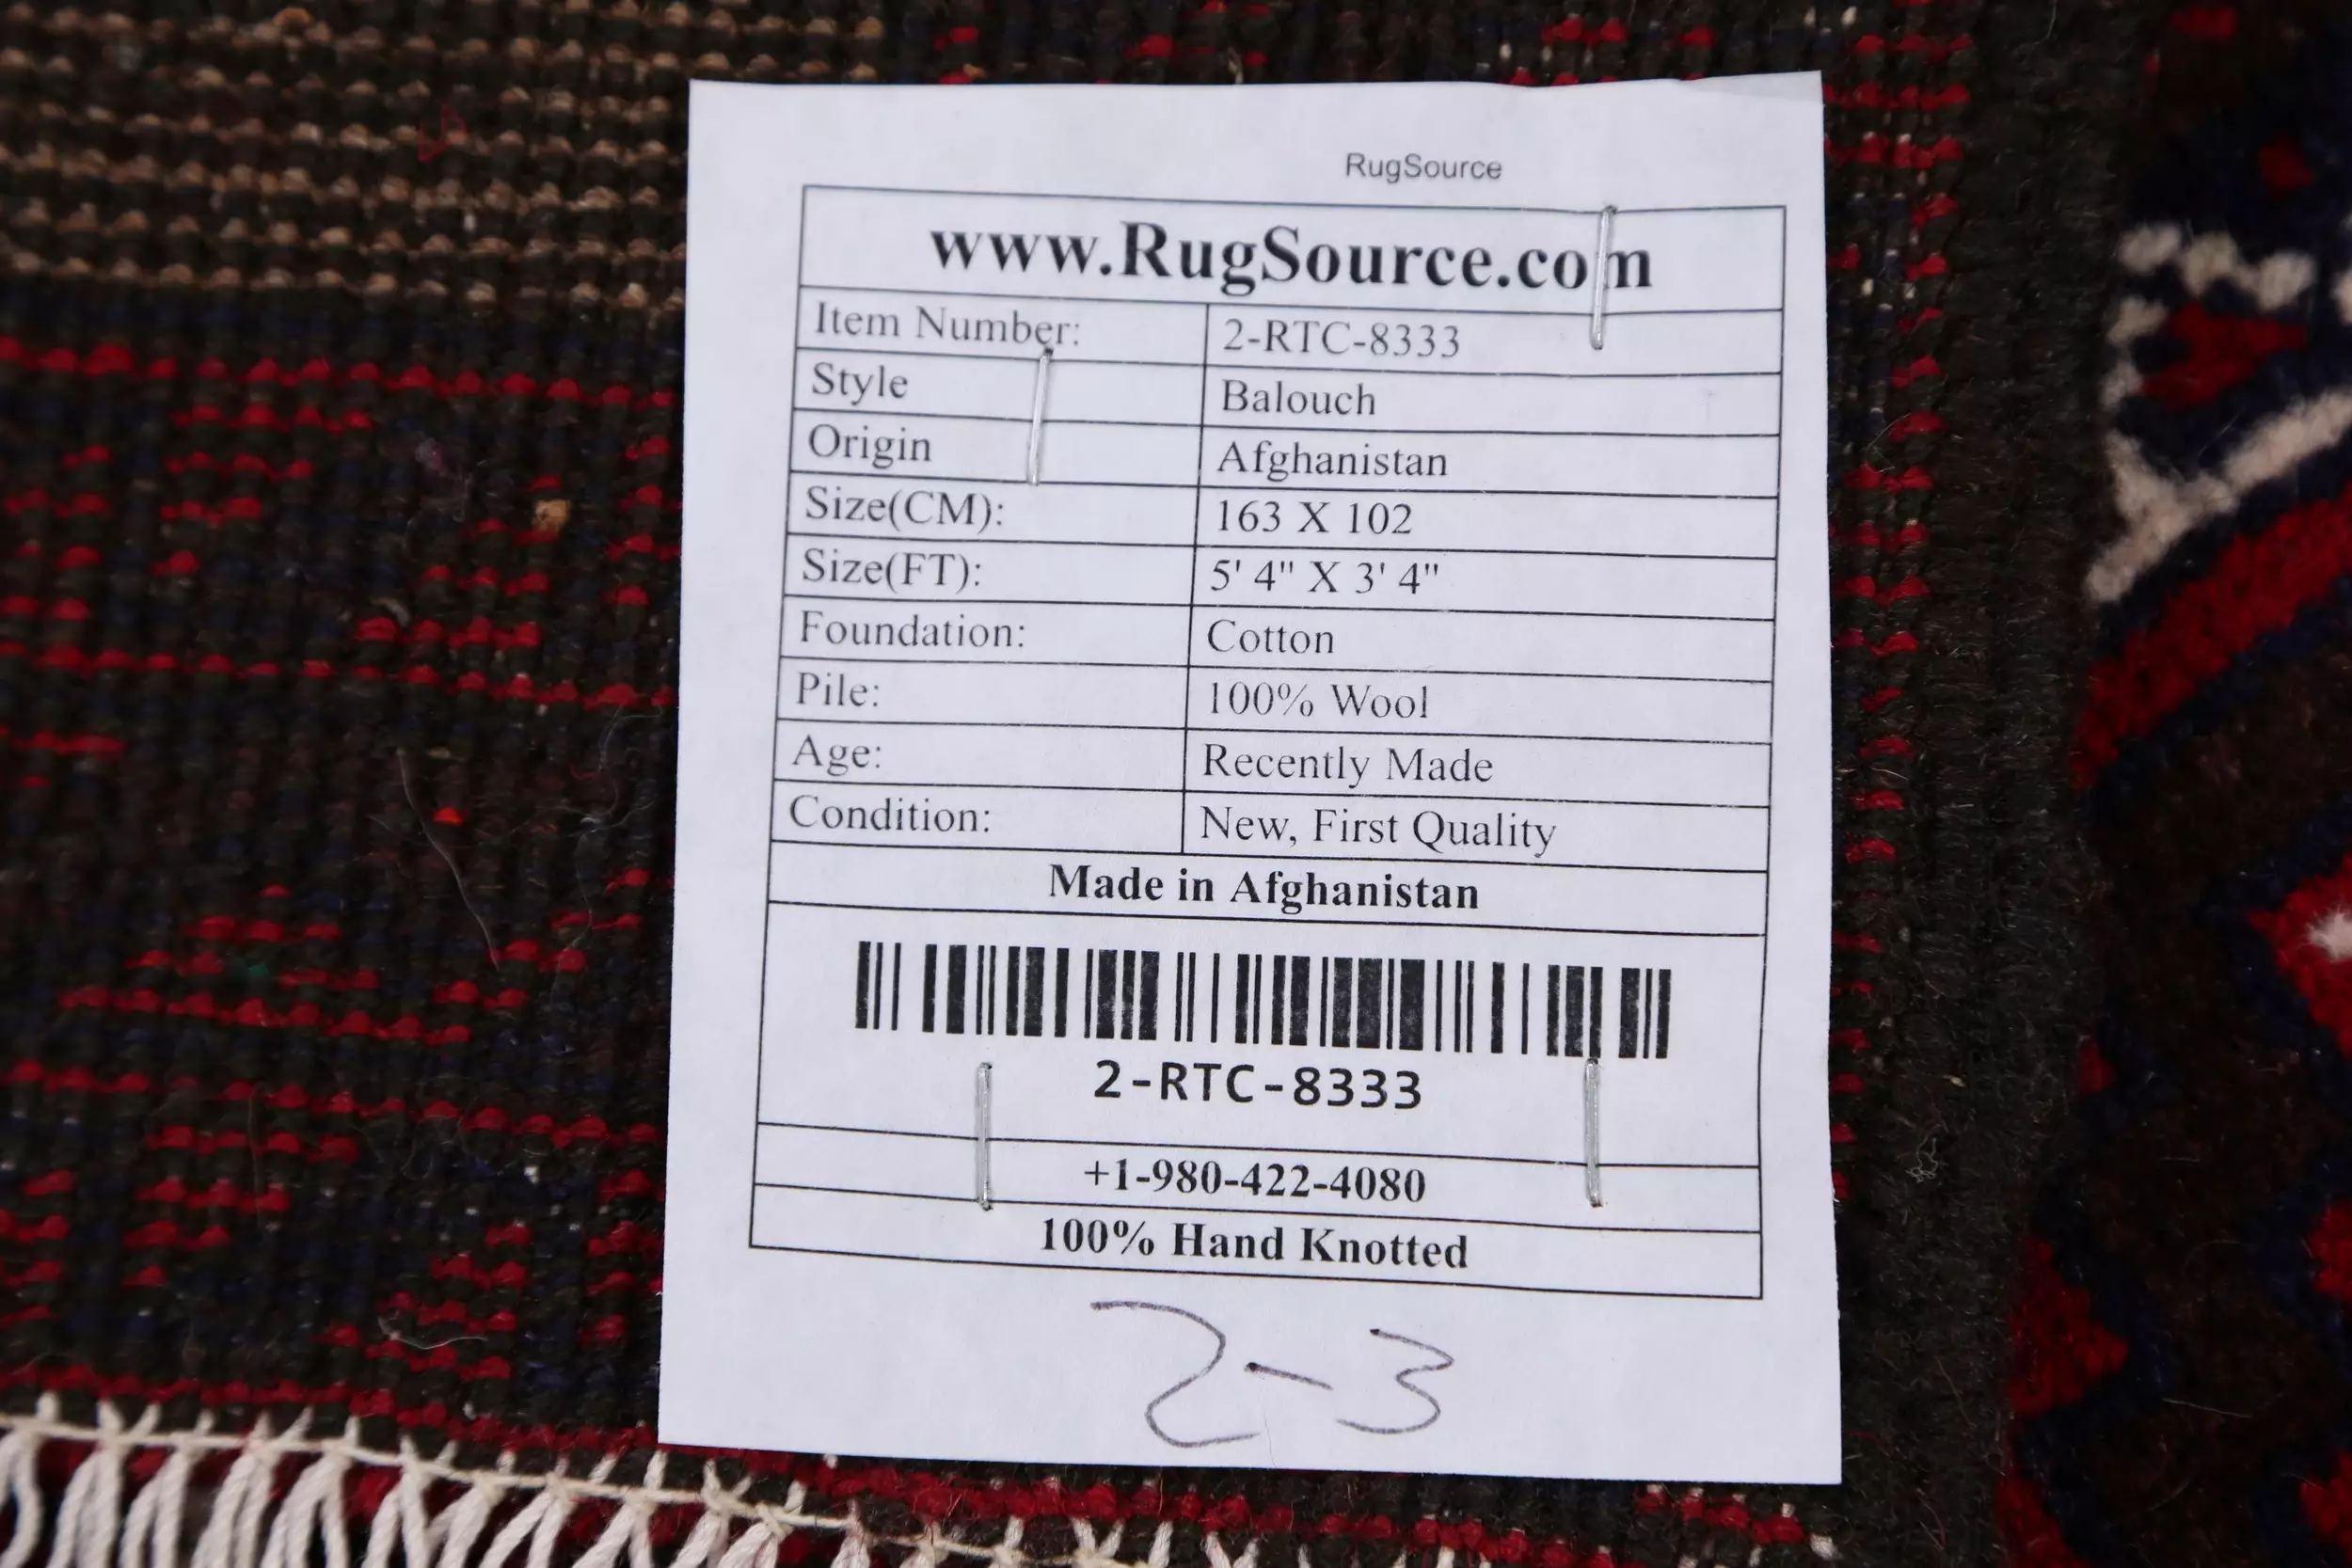 RugSource
www.RugSource.com
Item Number: 2-RTC-8333
Style Balouch
Origin Afghanistan
Size(CM): 163 X 102
Size(FT): 5' 4" X 3' 4"
Foundation: Cotton
Pile: 100% Wool
Age: Recently Made
Condition: New, First Quality
Made in Afghanistan
2-RTC-8333
+1-980-422-4080
100% Hand Knotted
2-3